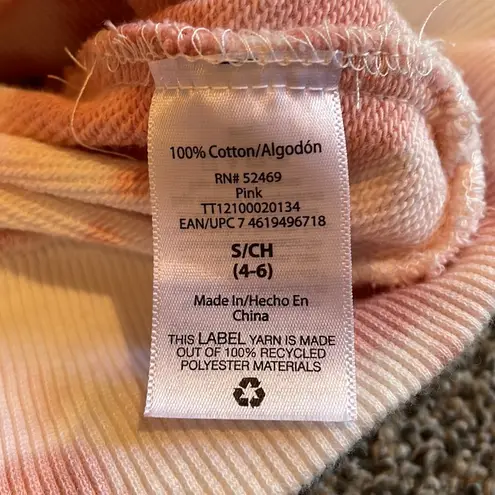 100% Cotton/Algodón
RN# 52469
Pink
TT12100020134
EAN/UPC 7 4619496718
S/CH
(4-6)
Made In/Hecho En
China
THIS LABEL YARN IS MADE
OUT OF 100% RECYCLED
POLYESTER MATERIALS